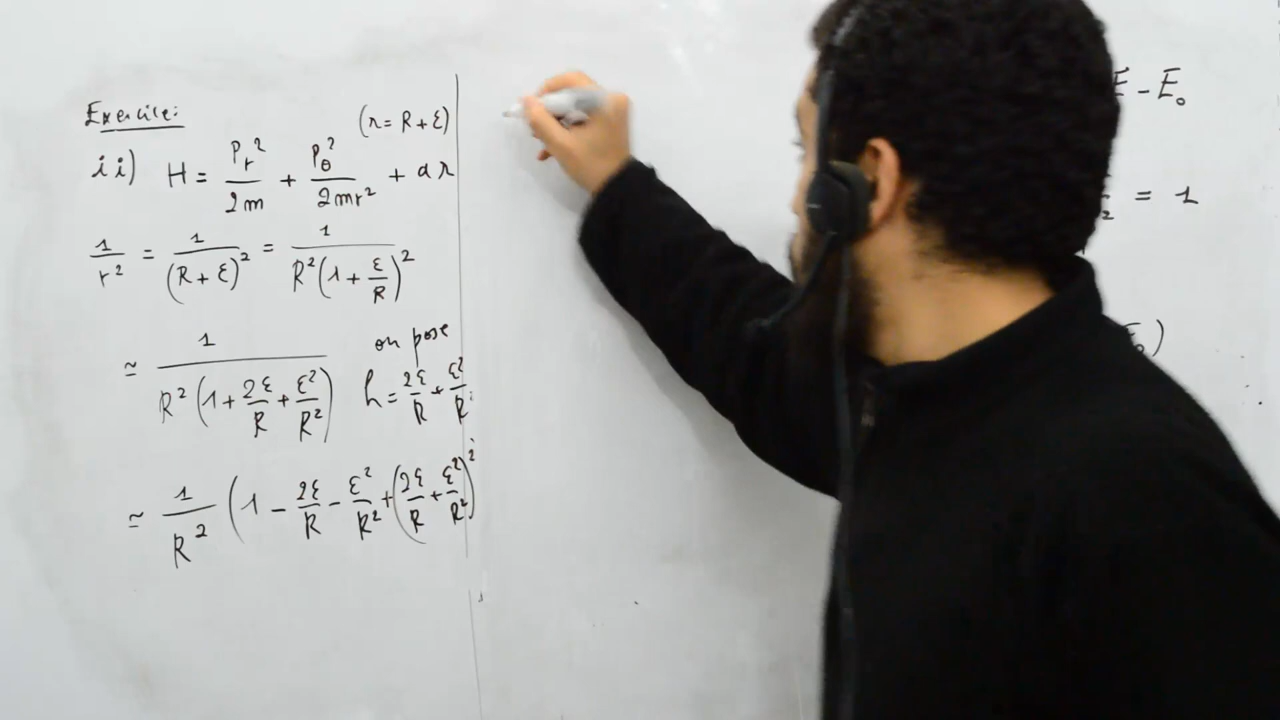 Exercice:
(r = R + ε)
ii) H = p_r²/2m + p_θ²/2mr² + ar
1/r² = 1/(R + ε)² = 1/R²(1 + ε/R)²
≃ 1/R²(1 + 2ε/R + ε²/R²) on pose h = 2ε/R + ε²/R²
≃ 1/R² (1 - 2ε/R - ε²/R² + (2ε/R + ε²/R²)²
E - E₀
= 1